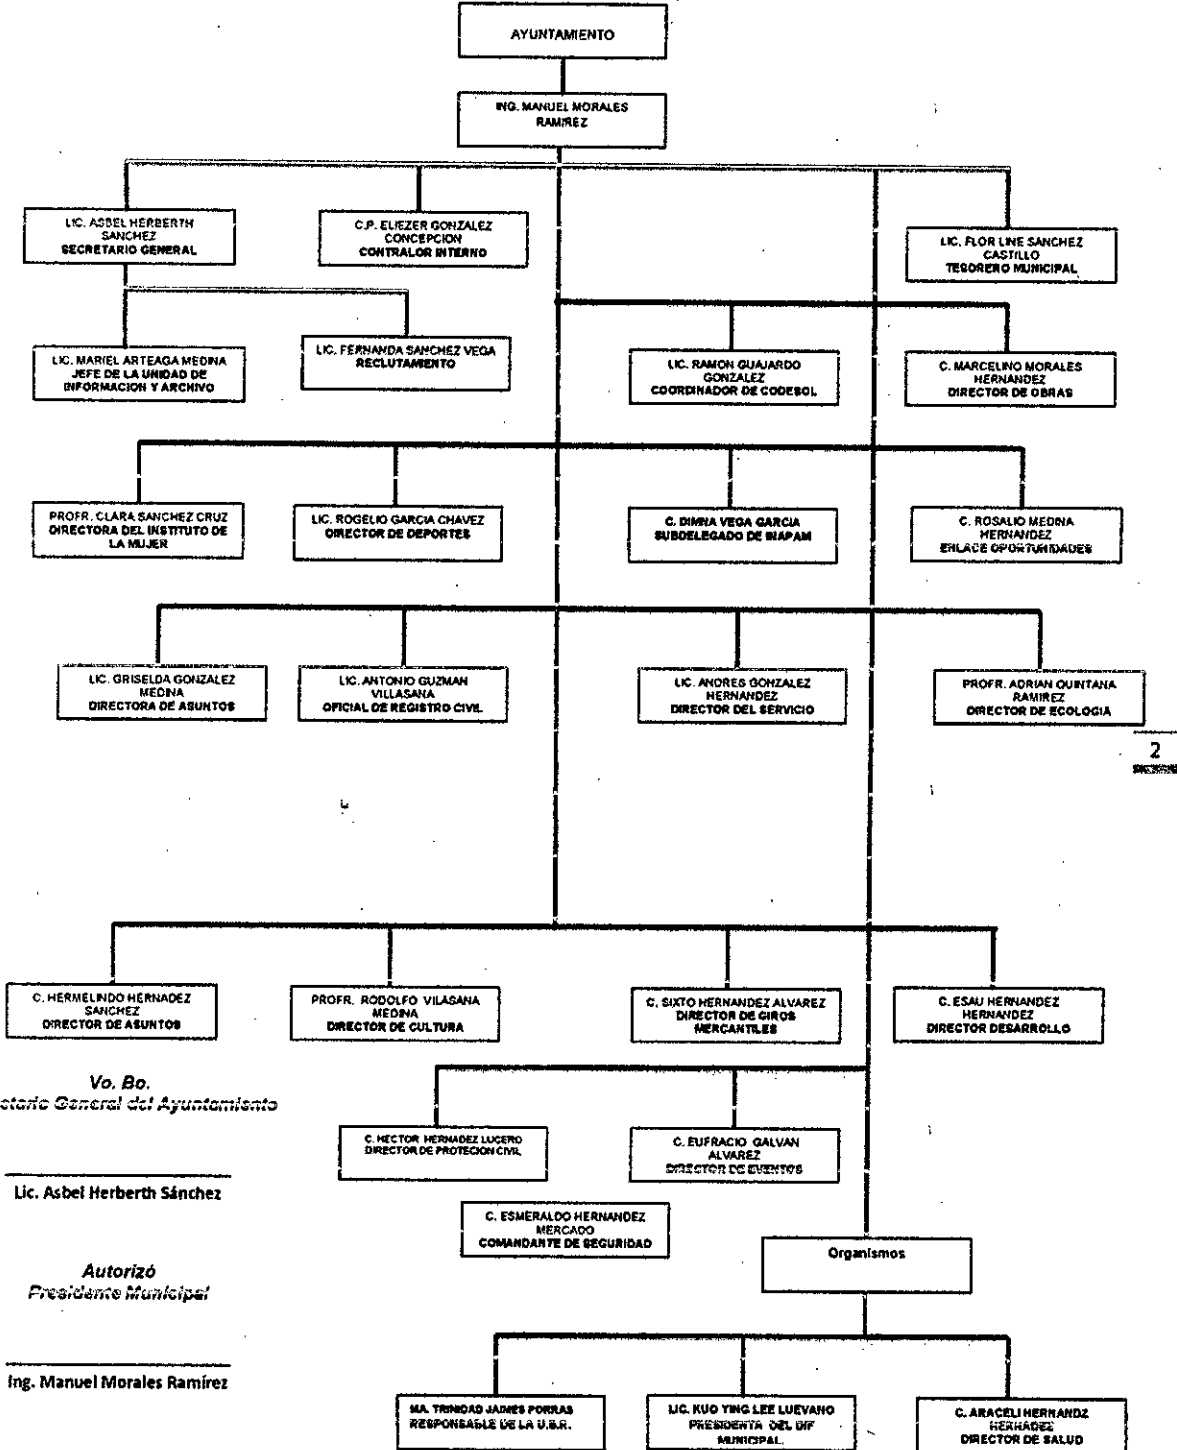 AYUNTAMIENTO
ING. MANUEL MORALES
RAMIREZ
LIC. ASBEL HERBERTH
SANCHEZ
SECRETARIO GENERAL
C.P. ELIEZER GONZALEZ
CONCEPCION
CONTRALOR INTERNO
LIC. FLOR LINE SANCHEZ
CASTILLO
TESORERO MUNICIPAL
LIC. MARIEL ARTEAGA MEDINA
JEFE DE LA UNIDAD DE
INFORMACION Y ARCHIVO
LIC. FERNANDA SANCHEZ VEGA
RECLUTAMIENTO
LIC. RAMON GUAJARDO
GONZALEZ
COORDINADOR DE CODESOL
C. MARCELINO MORALES
HERNANDEZ
DIRECTOR DE OBRAS
PROFR. CLARA SANCHEZ CRUZ
DIRECTORA DEL INSTITUTO DE
LA MUJER
LIC. ROGELIO GARCIA CHAVEZ
DIRECTOR DE DEPORTES
C. DIMNA VEGA GARCIA
SUBDELEGADO DE INAPAM
C. ROSALIO MEDINA
HERNANDEZ
ENLACE OPORTUNIDADES
LIC. GRISELDA GONZALEZ
MEDINA
DIRECTORA DE ASUNTOS
LIC. ANTONIO GUZMAN
VILLASANA
OFICIAL DE REGISTRO CIVIL
LIC. ANDRES GONZALEZ
HERNANDEZ
DIRECTOR DEL SERVICIO
PROFR. ADRIAN QUINTANA
RAMIREZ
DIRECTOR DE ECOLOGIA
2
C. HERMELINDO HERNADEZ
SANCHEZ
DIRECTOR DE ASUNTOS
PROFR. RODOLFO VILASANA
MEDINA
DIRECTOR DE CULTURA
C. SIXTO HERNANDEZ ALVAREZ
DIRECTOR DE GIROS
MERCANTILES
C. ESAU HERNANDEZ
HERNANDEZ
DIRECTOR DESARROLLO
Vo. Bo.
etario General del Ayuntamiento
C. HECTOR HERNADEZ LUCERO
DIRECTOR DE PROTECION CIVIL
C. EUFRACIO GALVAN
ALVAREZ
DIRECTOR DE EVENTOS
Lic. Asbel Herberth Sánchez
C. ESMERALDO HERNANDEZ
MERCADO
COMANDANTE DE SEGURIDAD
Organismos
Autorizó
Presidente Municipal
Ing. Manuel Morales Ramírez
MA. TRINIDAD JAIMES PORRAS
RESPONSABLE DE LA U.B.R.
LIC. KUO YING LEE LUEVANO
PRESIDENTA DEL DIF
MUNICIPAL.
C. ARACELI HERNANDZ
HERNADEZ
DIRECTOR DE SALUD